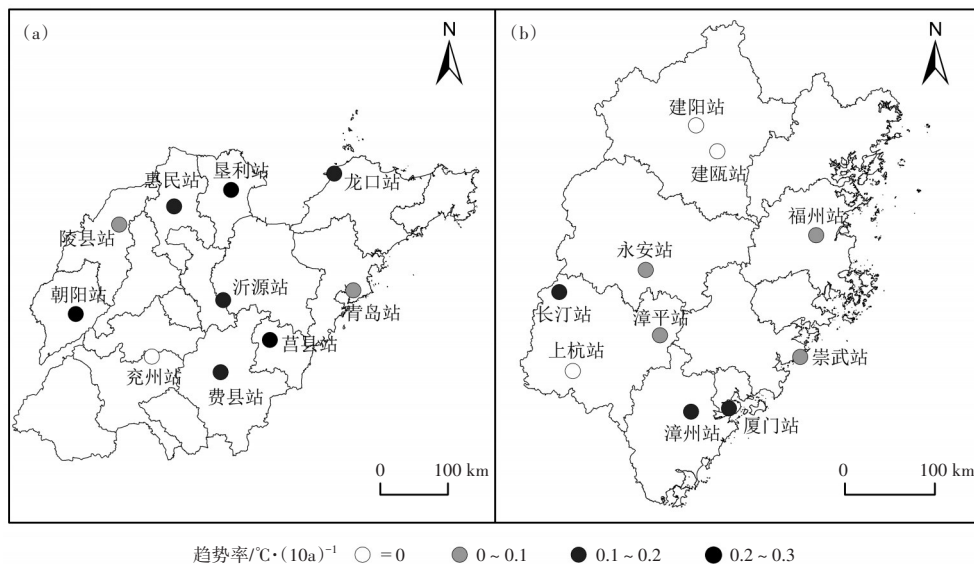 (a)
N
垦利站
惠民站
龙口站
陵县站
沂源站
朝阳站
青岛站
莒县站
兖州站
费县站
0 100 km
(b)
N
建阳站
建瓯站
福州站
永安站
长汀站
漳平站
上杭站
崇武站
漳州站
厦门站
0 100 km
趋势率/℃·(10a)⁻¹ =0 0~0.1 0.1~0.2 0.2~0.3